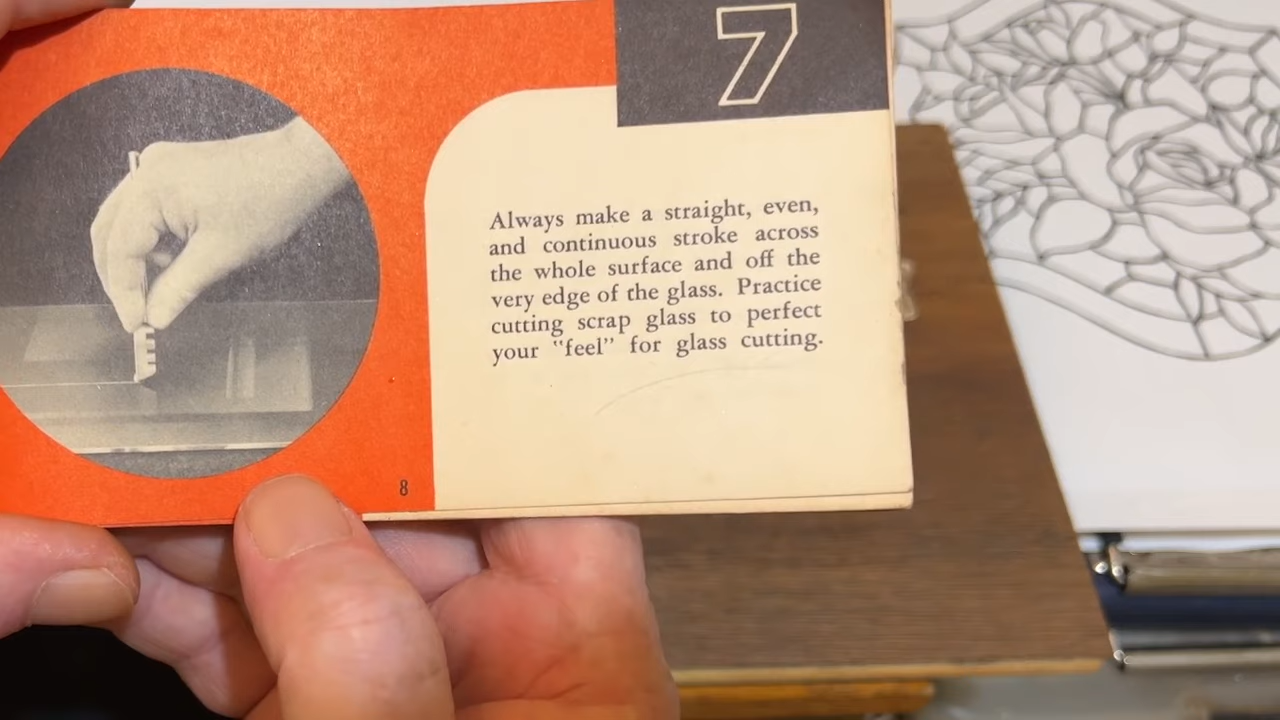 7
Always make a straight, even,
and continuous stroke across
the whole surface and off the
very edge of the glass. Practice
cutting scrap glass to perfect
your "feel" for glass cutting.
8